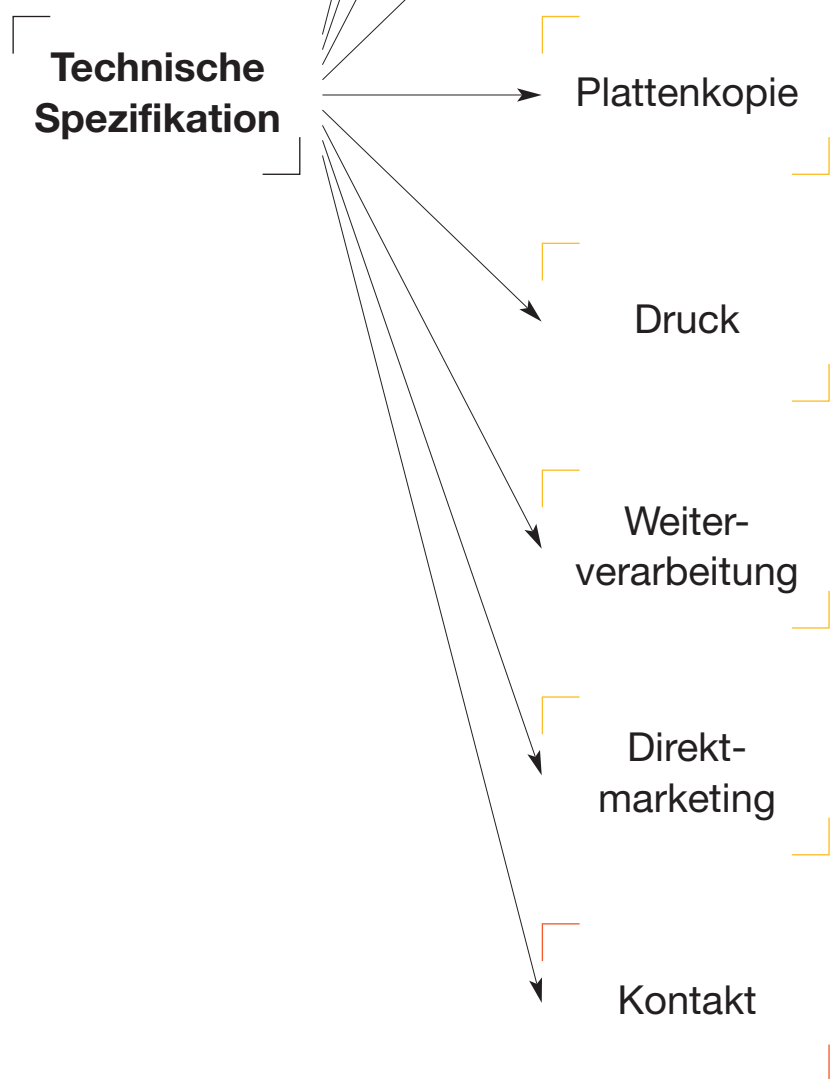 Technische
Spezifikation
Plattenkopie
Druck
Weiter-
verarbeitung
Direkt-
marketing
Kontakt